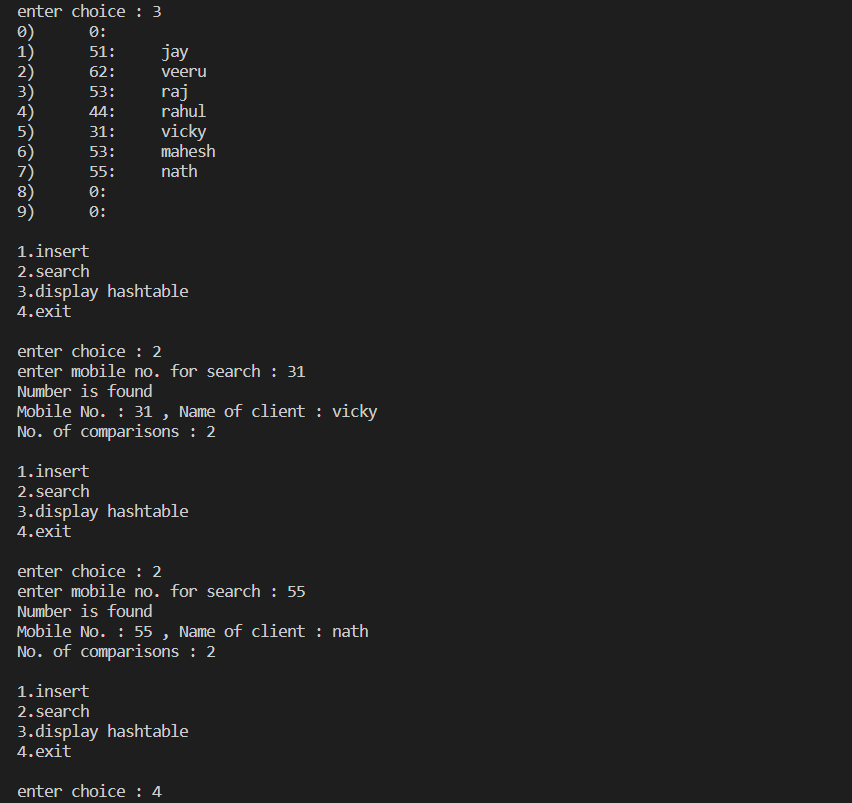 enter choice : 3
0)      0:
1)      51:     jay
2)      62:     veeru
3)      53:     raj
4)      44:     rahul
5)      31:     vicky
6)      53:     mahesh
7)      55:     nath
8)      0:
9)      0:

1.insert
2.search
3.display hashtable
4.exit

enter choice : 2
enter mobile no. for search : 31
Number is found
Mobile No. : 31 , Name of client : vicky
No. of comparisons : 2

1.insert
2.search
3.display hashtable
4.exit

enter choice : 2
enter mobile no. for search : 55
Number is found
Mobile No. : 55 , Name of client : nath
No. of comparisons : 2

1.insert
2.search
3.display hashtable
4.exit

enter choice : 4